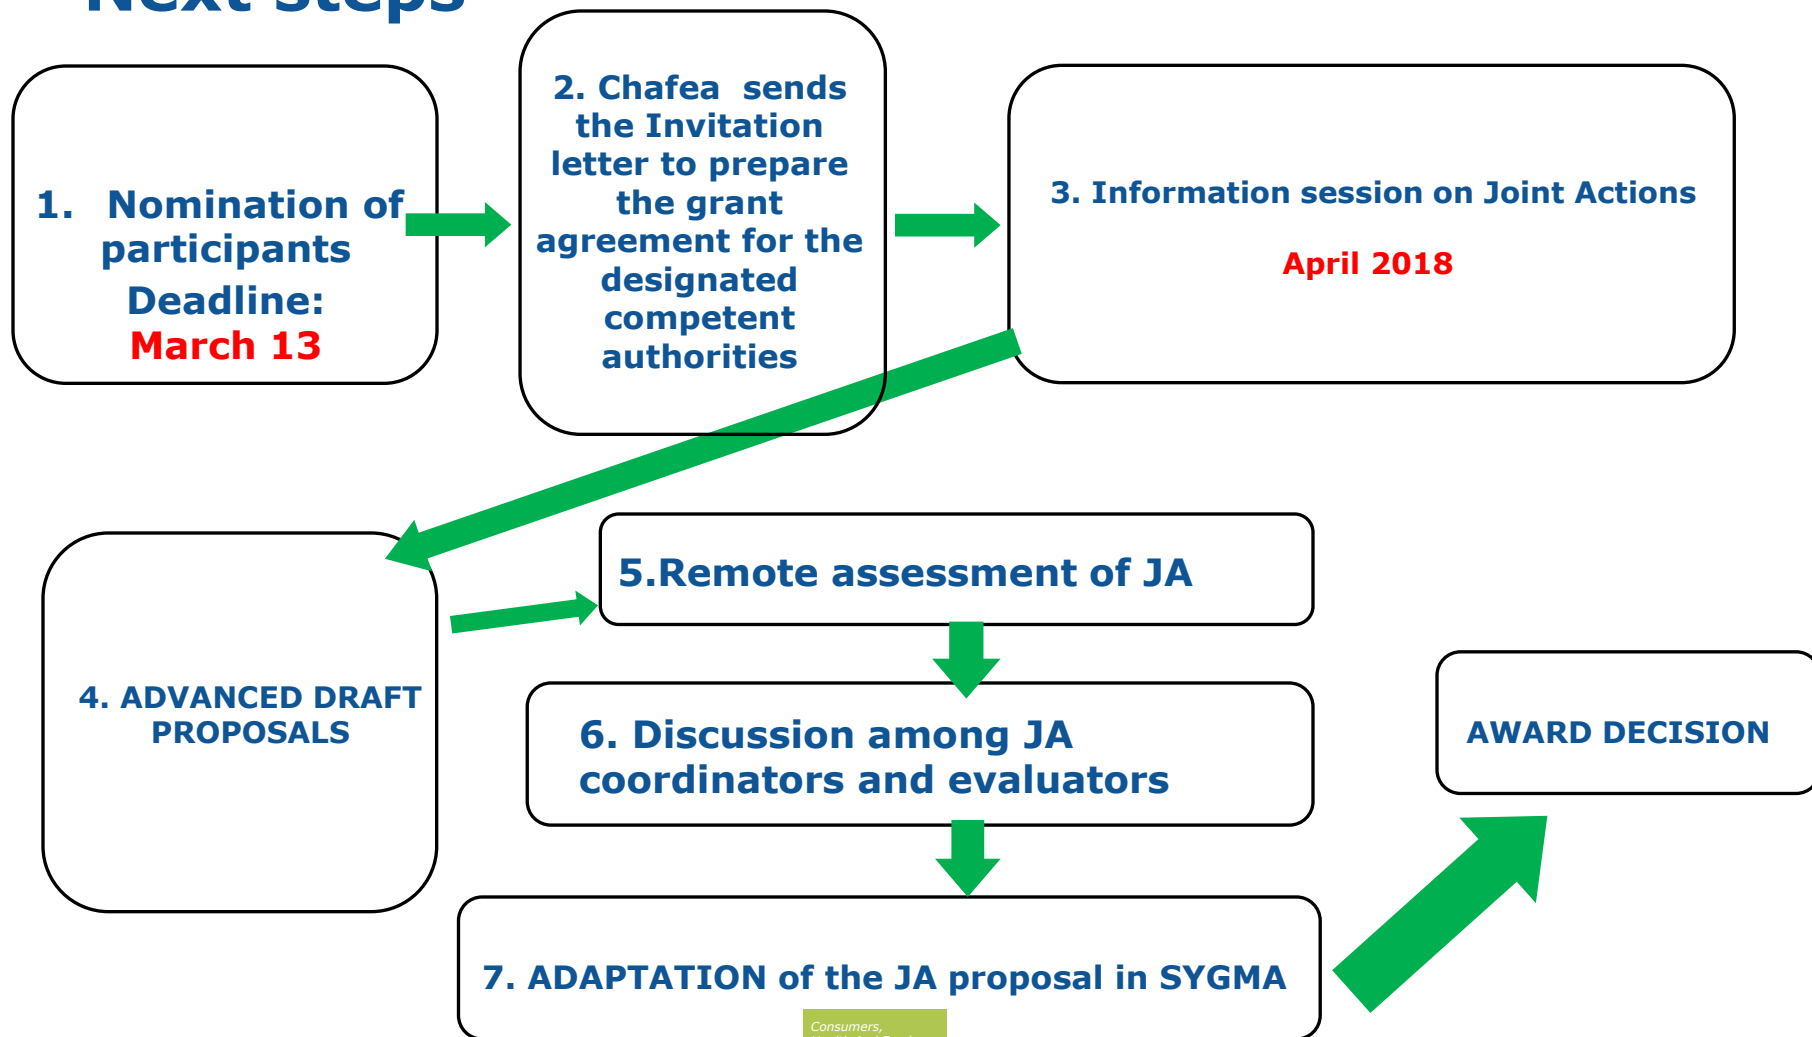 Next steps
1. Nomination of
participants
Deadline:
March 13
2. Chafea sends
the Invitation
letter to prepare
the grant
agreement for the
designated
competent
authorities
3. Information session on Joint Actions
April 2018
4. ADVANCED DRAFT
PROPOSALS
5.Remote assessment of JA
6. Discussion among JA
coordinators and evaluators
7. ADAPTATION of the JA proposal in SYGMA
AWARD DECISION
Consumers,